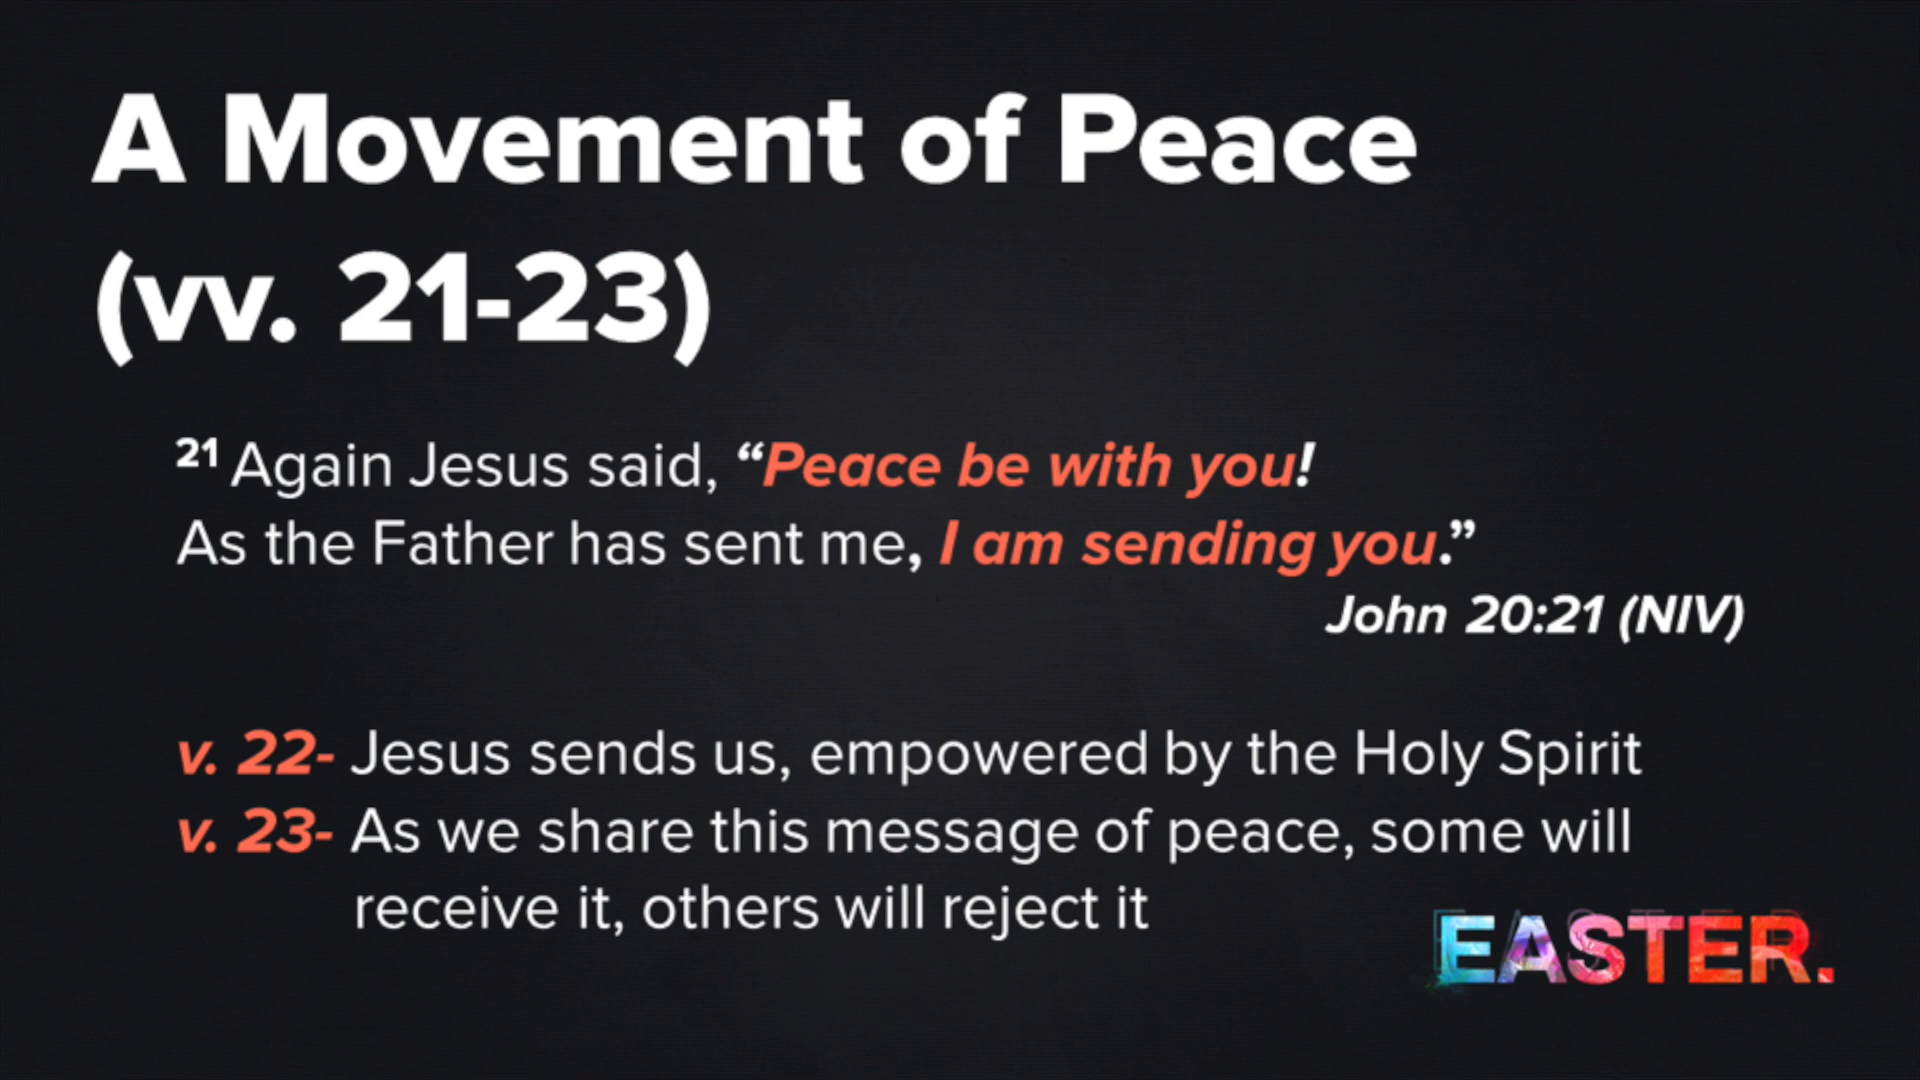 A Movement of Peace
(vv. 21-23)
21 Again Jesus said, “Peace be with you!
As the Father has sent me, I am sending you.”
John 20:21 (NIV)
v. 22- Jesus sends us, empowered by the Holy Spirit
v. 23- As we share this message of peace, some will
receive it, others will reject it
EASTER.